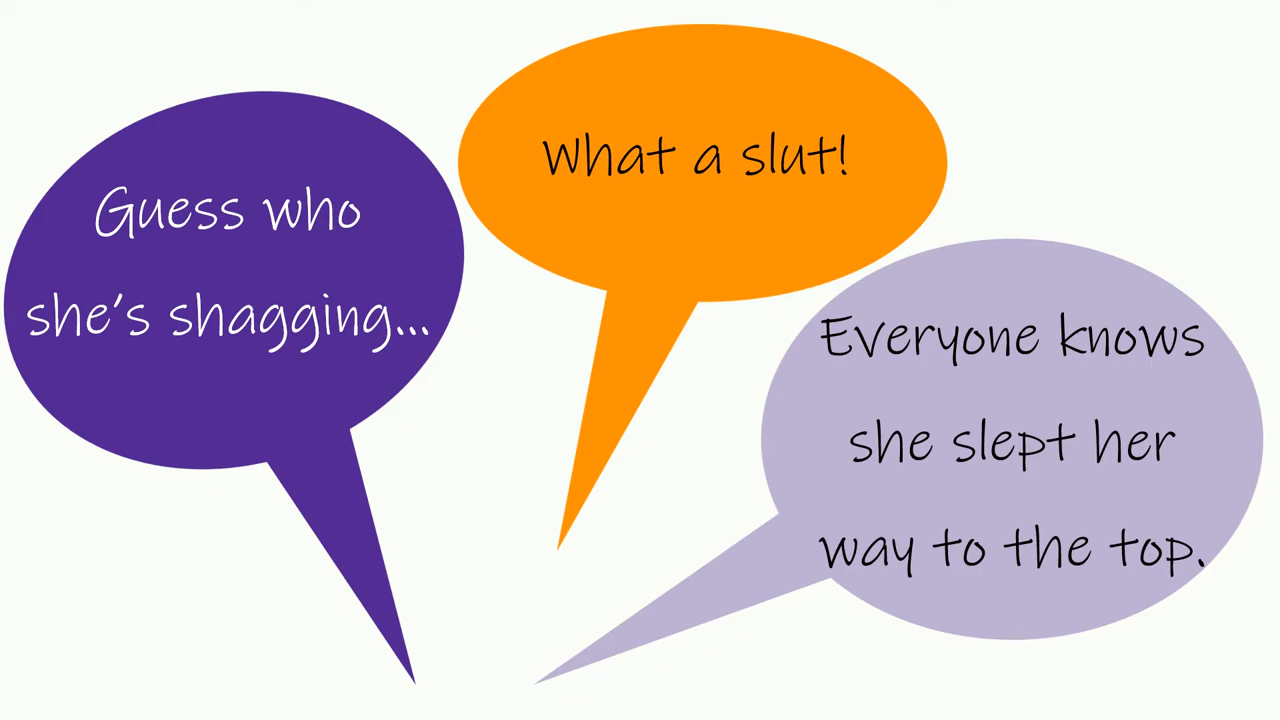 Guess who
she's shagging...
What a slut!
Everyone knows
she slept her
way to the top.